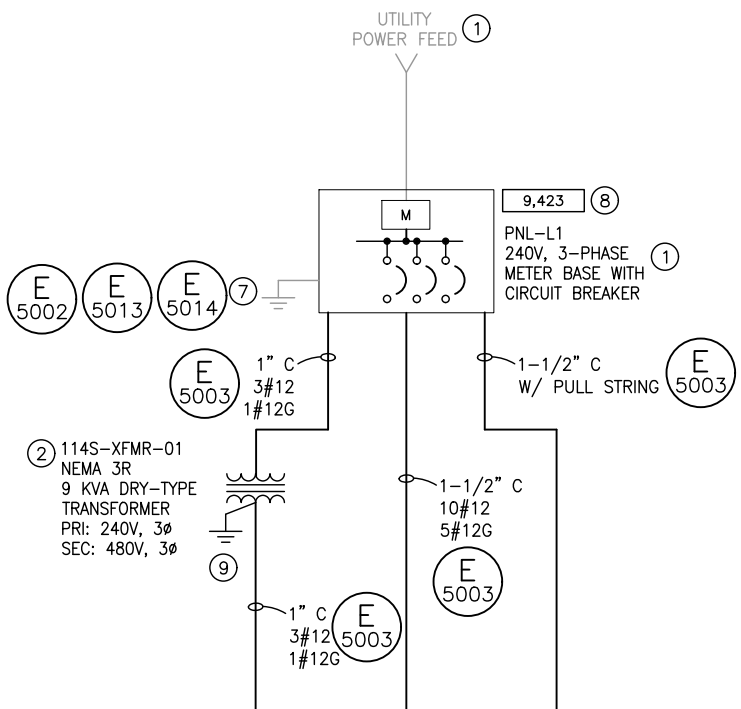 UTILITY
POWER FEED
1
M
9,423
8
PNL-L1
240V, 3-PHASE
METER BASE WITH
CIRCUIT BREAKER
1
E
5002
E
5013
E
5014
7
E
5003
1" C
3#12
1#12G
1-1/2" C
W/ PULL STRING
E
5003
2
114S-XFMR-01
NEMA 3R
9 KVA DRY-TYPE
TRANSFORMER
PRI: 240V, 3ø
SEC: 480V, 3ø
9
1-1/2" C
10#12
5#12G
E
5003
1" C
3#12
1#12G
E
5003